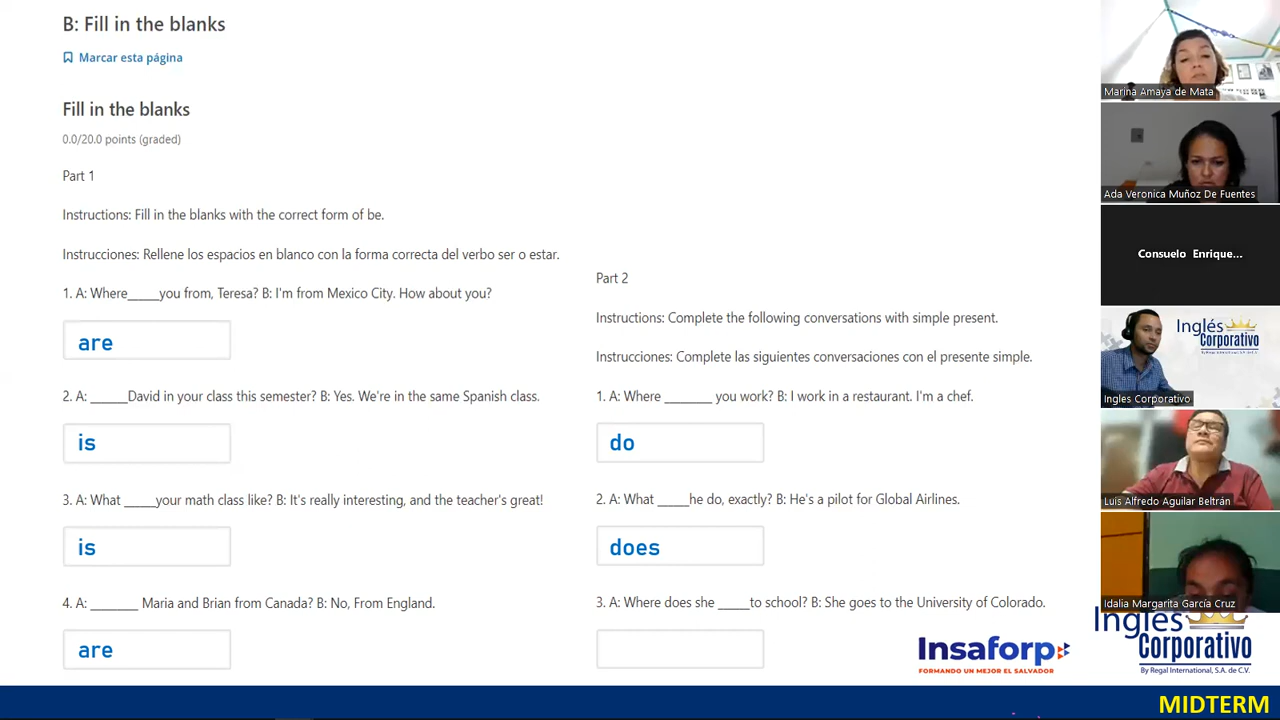 B: Fill in the blanks
Marcar esta página
Fill in the blanks
0.0/20.0 points (graded)
Part 1
Instructions: Fill in the blanks with the correct form of be.
Instrucciones: Rellene los espacios en blanco con la forma correcta del verbo ser o estar.
1. A: Where_____you from, Teresa? B: I'm from Mexico City. How about you?
are
2. A: ______David in your class this semester? B: Yes. We're in the same Spanish class.
is
3. A: What _____your math class like? B: It's really interesting, and the teacher's great!
is
4. A: ________ Maria and Brian from Canada? B: No, From England.
are
Part 2
Instructions: Complete the following conversations with simple present.
Instrucciones: Complete las siguientes conversaciones con el presente simple.
1. A: Where ________ you work? B: I work in a restaurant. I'm a chef.
do
2. A: What _____he do, exactly? B: He's a pilot for Global Airlines.
does
3. A: Where does she _____to school? B: She goes to the University of Colorado.
Insaforp
FORMANDO UN MEJOR EL SALVADOR
Marina Amaya de Mata
Ada Veronica Muñoz De Fuentes
Consuelo Enrique...
Inglés
Corporativo
By Regal International, S.A. de C.V.
Ingles Corporativo
Luis Alfredo Aguilar Beltrán
Idalia Margarita García Cruz
Inglés
Corporativo
By Regal International, S.A. de C.V.
MIDTERM